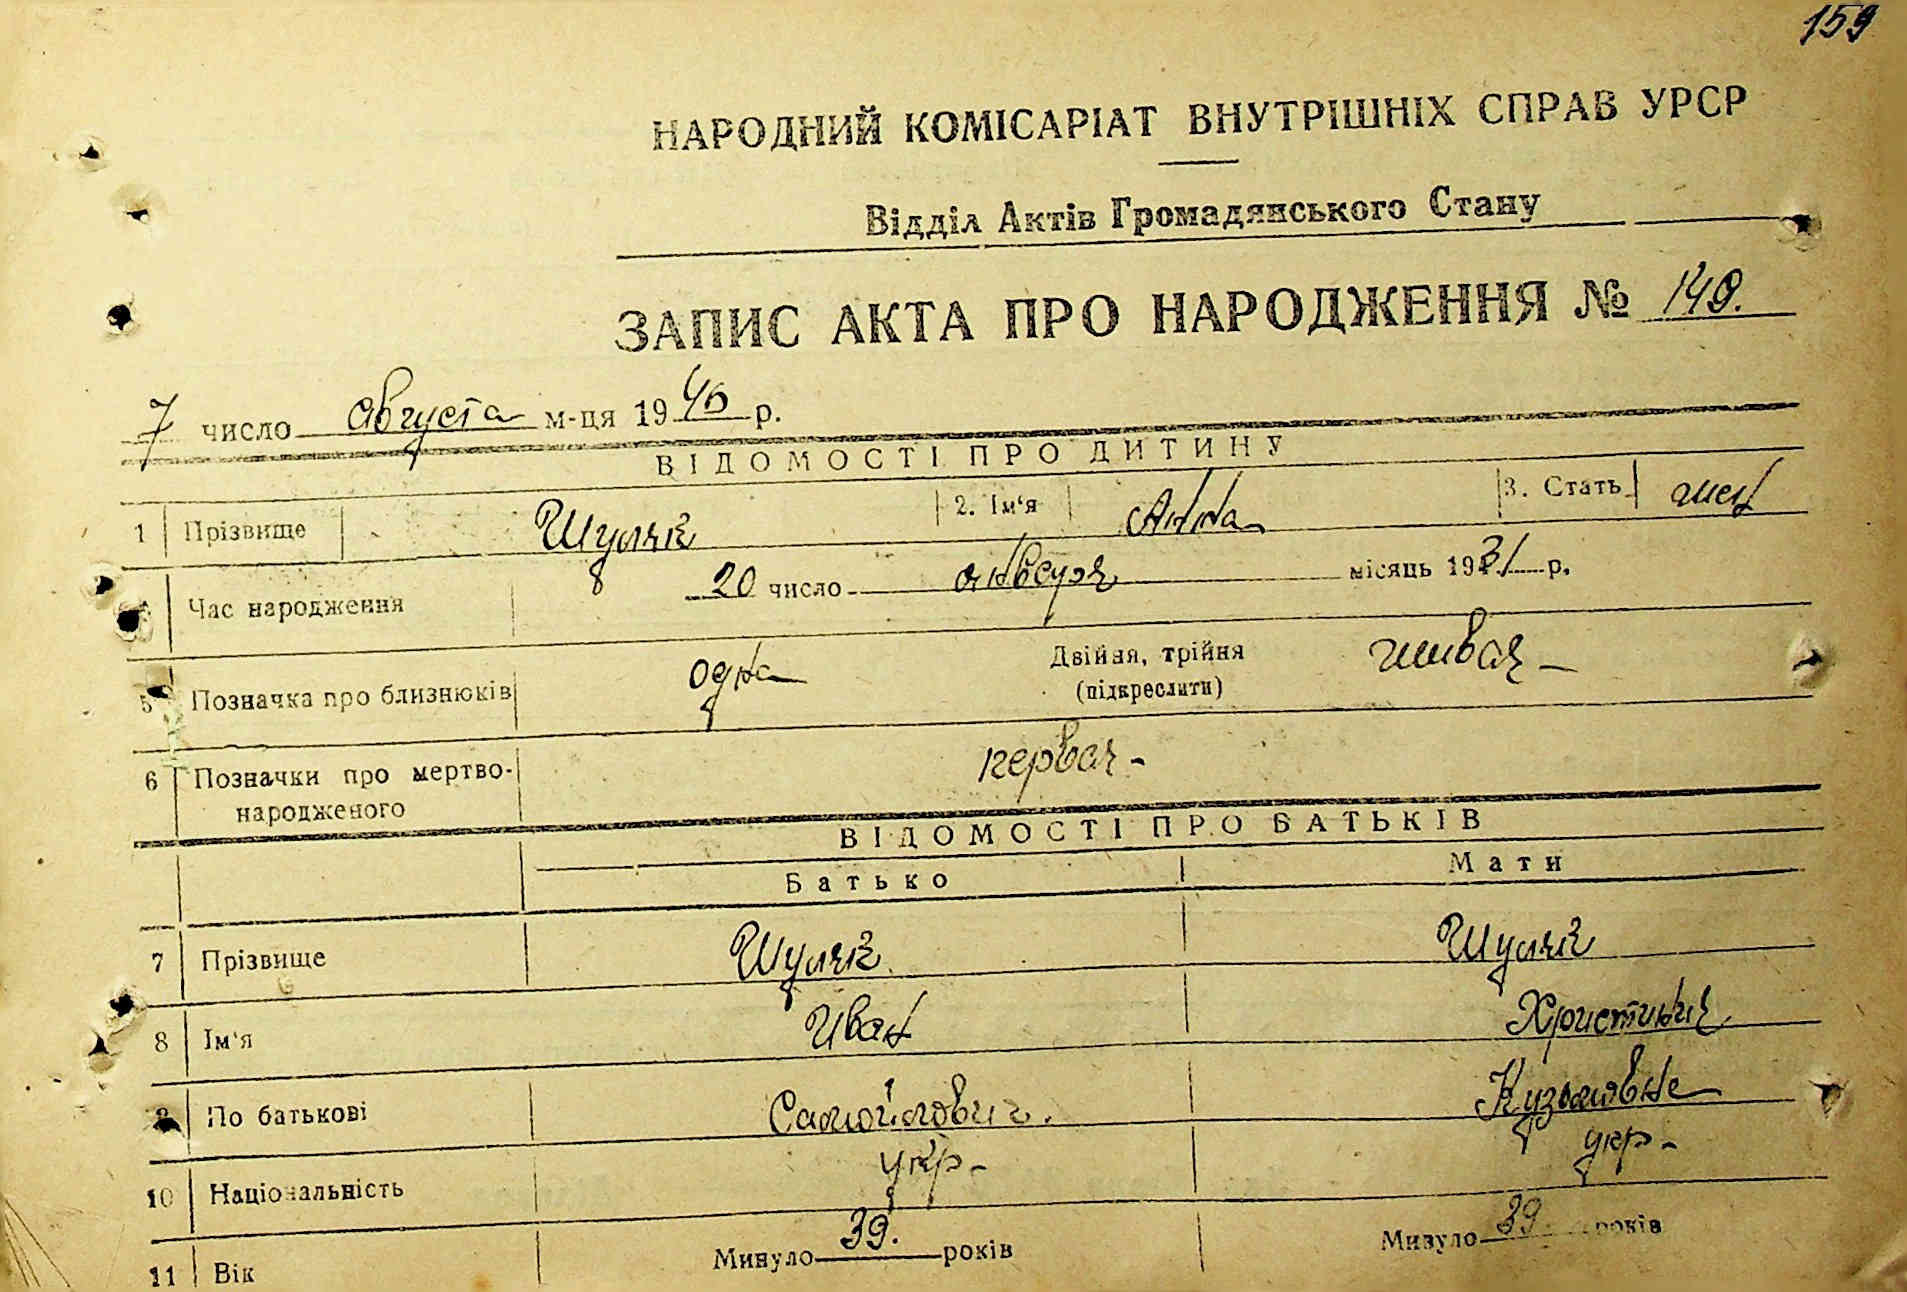 159
НАРОДНИЙ КОМІСАРІАТ ВНУТРІШНІХ СПРАВ УРСР
Відділ Актів Громадянського Стану
ЗАПИС АКТА ПРО НАРОДЖЕННЯ № 149.
7 число августа м-ця 1946 р.
ВІДОМОСТІ ПРО ДИТИНУ
1 Прізвище Шуляк 2. Ім‘я Анна 3. Стать жен
Час народження 20 число января місяць 1931 р.
5 Позначка про близнюків одна Двійня, трійня (підкреслити) живая
6 Позначки про мертво-
народженого первая
ВІДОМОСТІ ПРО БАТЬКІВ
Батько Мати
7 Прізвище Шуляк Шуляк
8 Ім‘я Иван Христиния
9 По батькові Самойлович. Кузьмовне
10 Національність укр- укр-
11 Вік Минуло 39. років Минуло 39 років